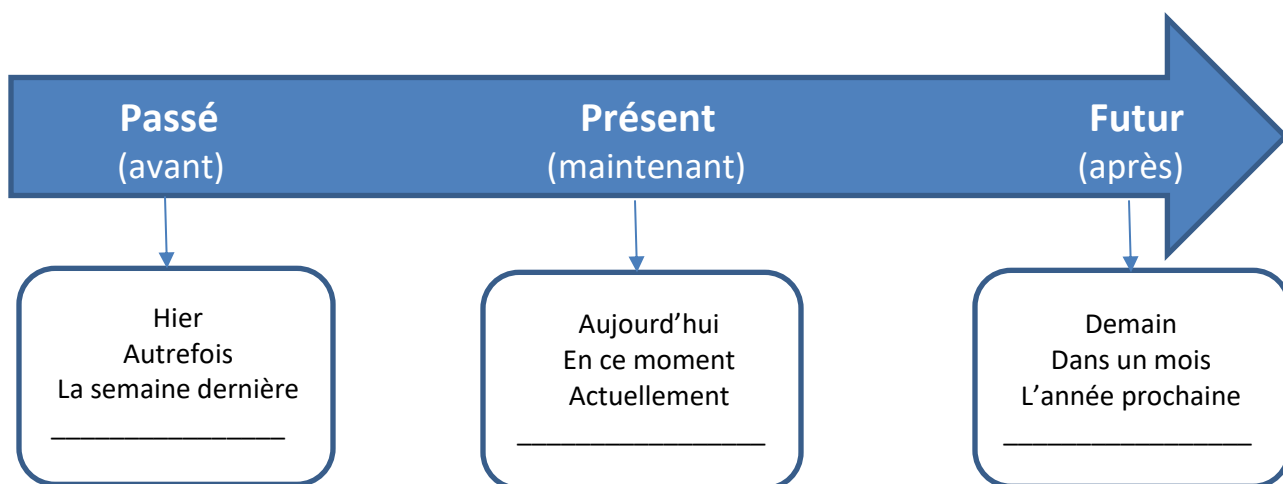 Passé
(avant)
Présent
(maintenant)
Futur
(après)
Hier
Autrefois
La semaine dernière
________________
Aujourd’hui
En ce moment
Actuellement
_________________
Demain
Dans un mois
L’année prochaine
_________________